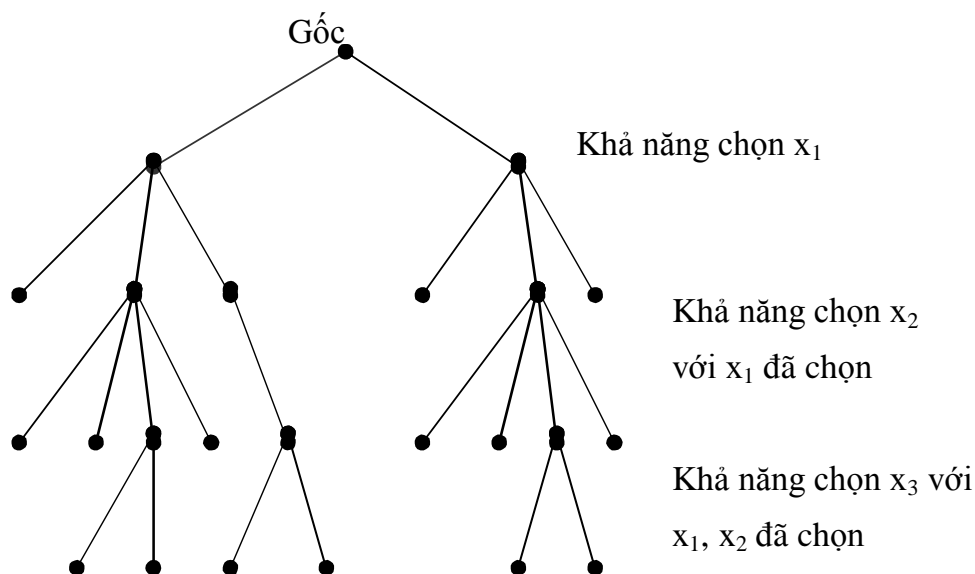 Gốc
Khả năng chọn x₁
Khả năng chọn x₂
với x₁ đã chọn
Khả năng chọn x₃ với
x₁, x₂ đã chọn